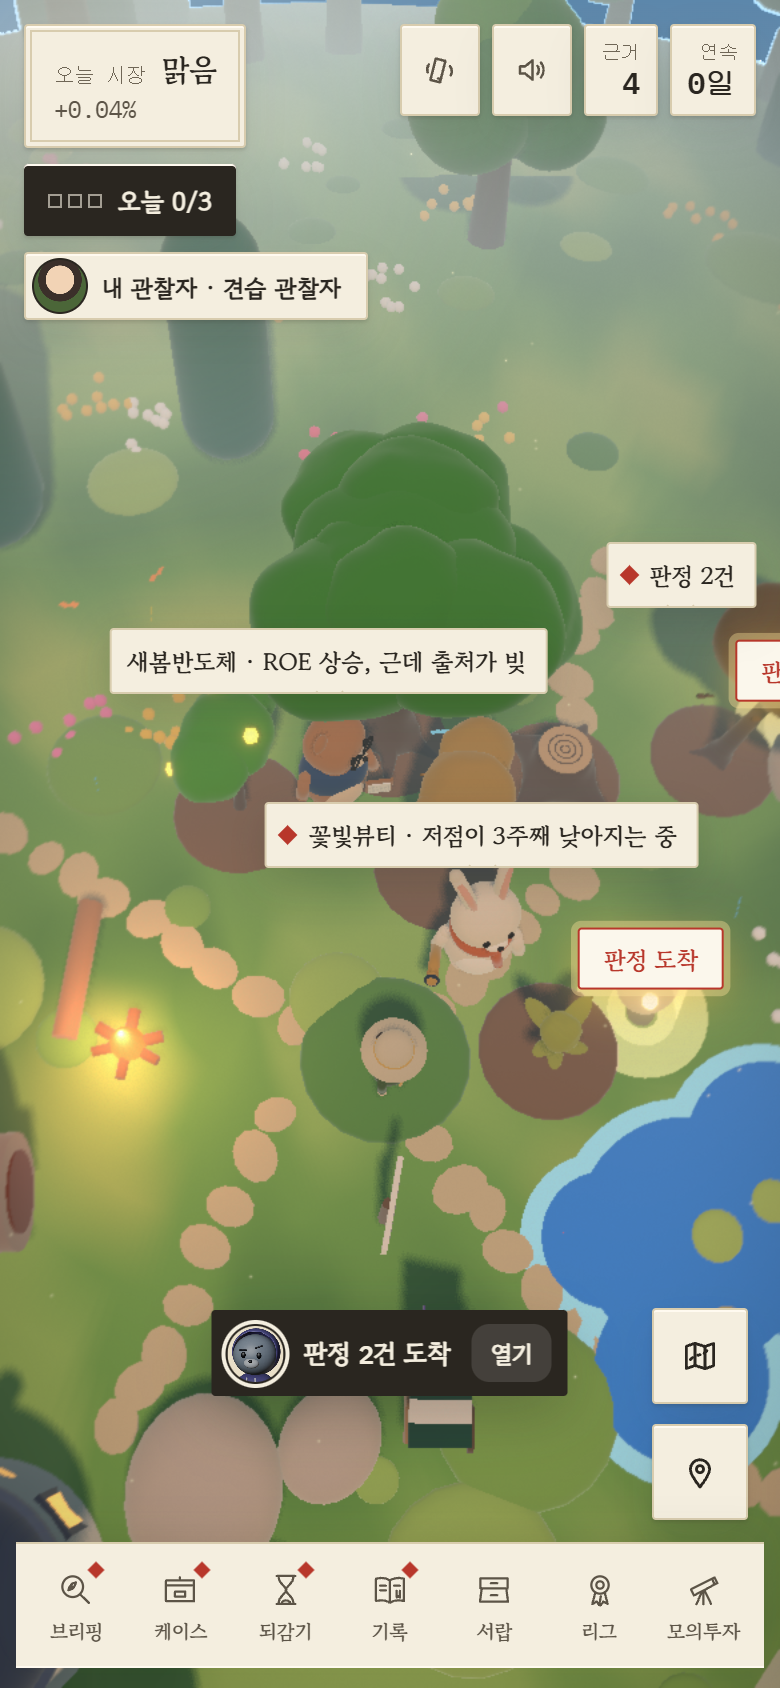 오늘 시장 맑음
+0.04%
근거
4
연속
0일
오늘 0/3
내 관찰자 · 견습 관찰자
판정 2건
새봄반도체 · ROE 상승, 근데 출처가 빚
판
꽃빛뷰티 · 저점이 3주째 낮아지는 중
판정 도착
판정 2건 도착
열기
브리핑
케이스
되감기
기록
서랍
리그
모의투자